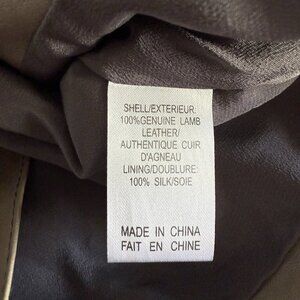 SHELL/EXTERIEUR:
100%GENUINE LAMB
LEATHER/
AUTHENTIQUE CUIR
D'AGNEAU
LINING/DOUBLURE:
100% SILK/SOIE
MADE IN CHINA
FAIT EN CHINE